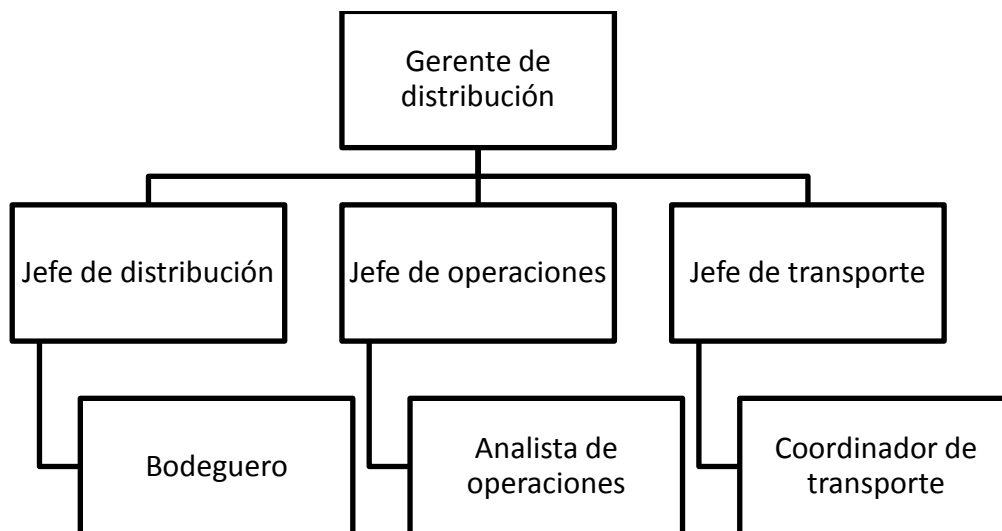 Gerente de
distribución
Jefe de distribución
Jefe de operaciones
Jefe de transporte
Bodeguero
Analista de
operaciones
Coordinador de
transporte